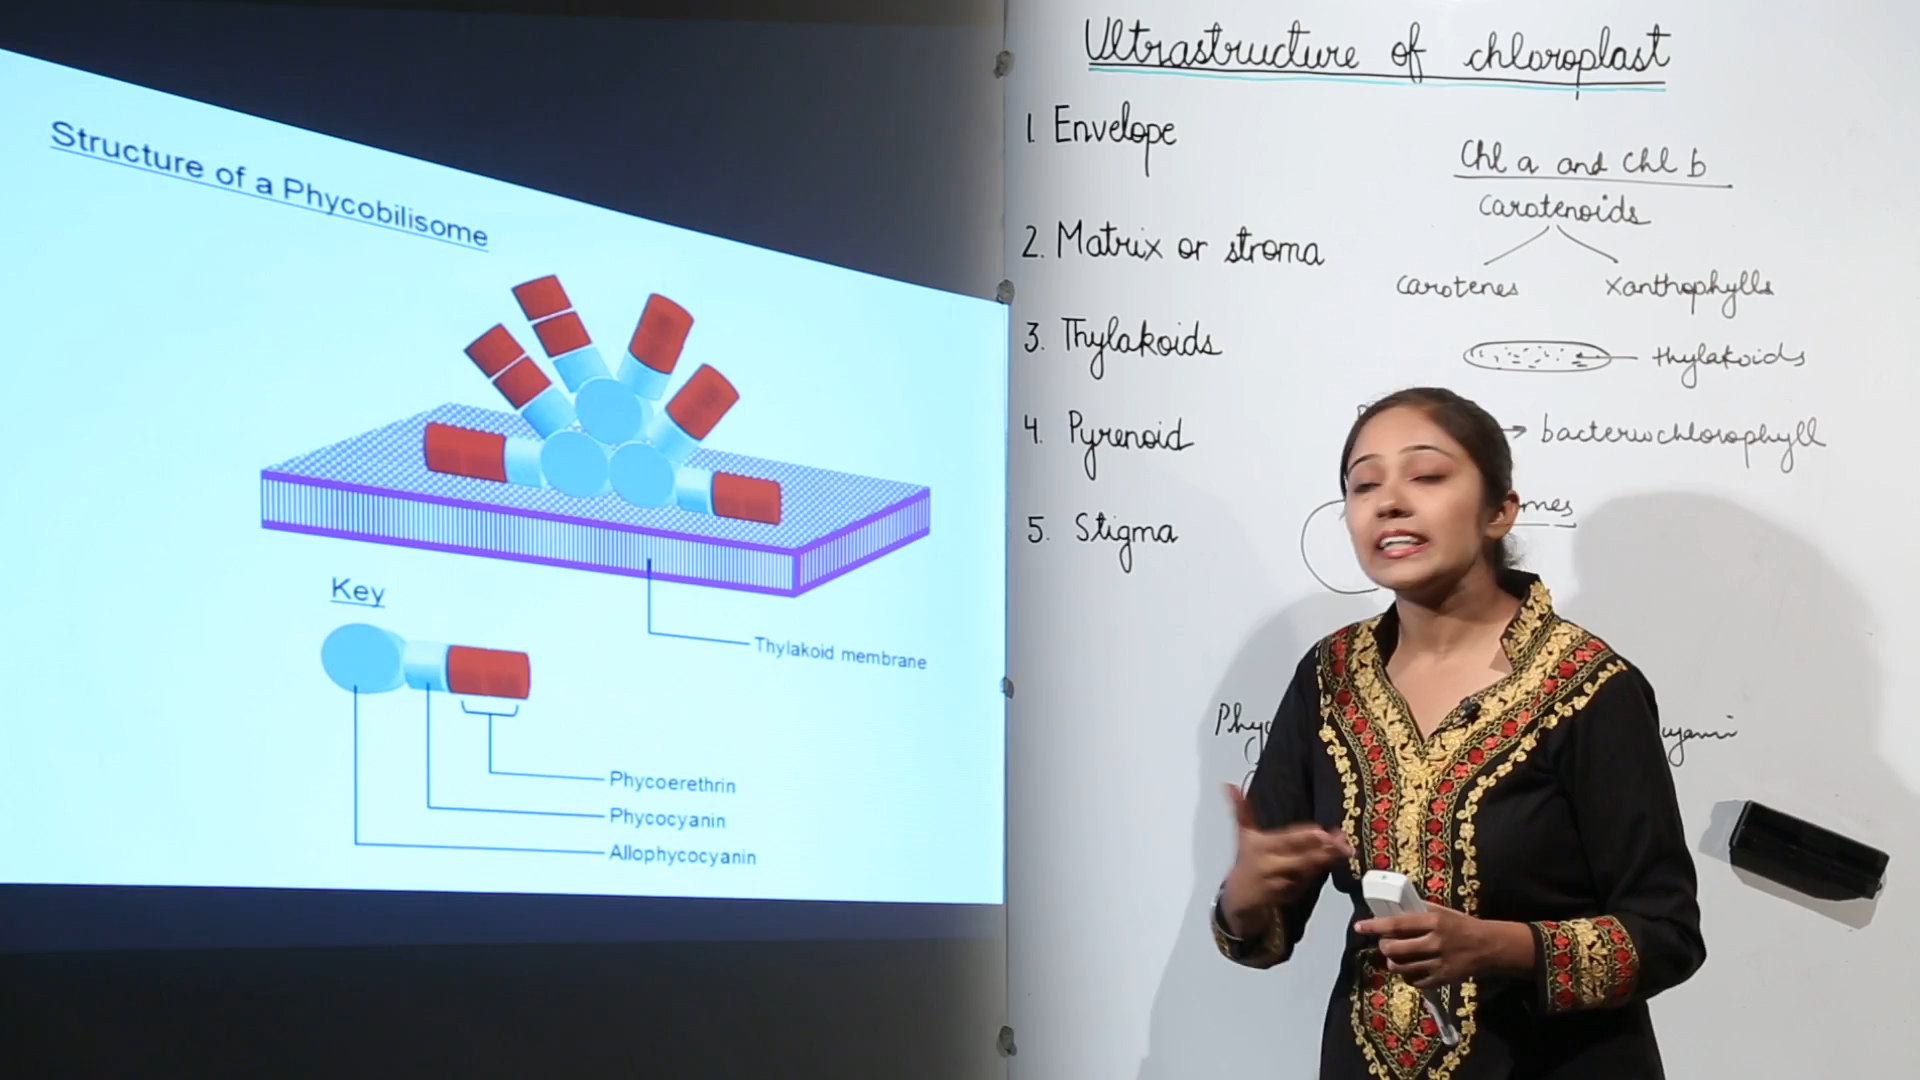 Structure of a Phycobilisome
Key
Thylakoid membrane
Phycoerethrin
Phycocyanin
Allophycocyanin
Ultrastructure of chloroplast
1. Envelope
2. Matrix or stroma
3. Thylakoids
4. Pyrenoid
5. Stigma
Chl a and chl b
carotenoids
carotenes xanthophylls
thylakoids
bacteriochlorophyll